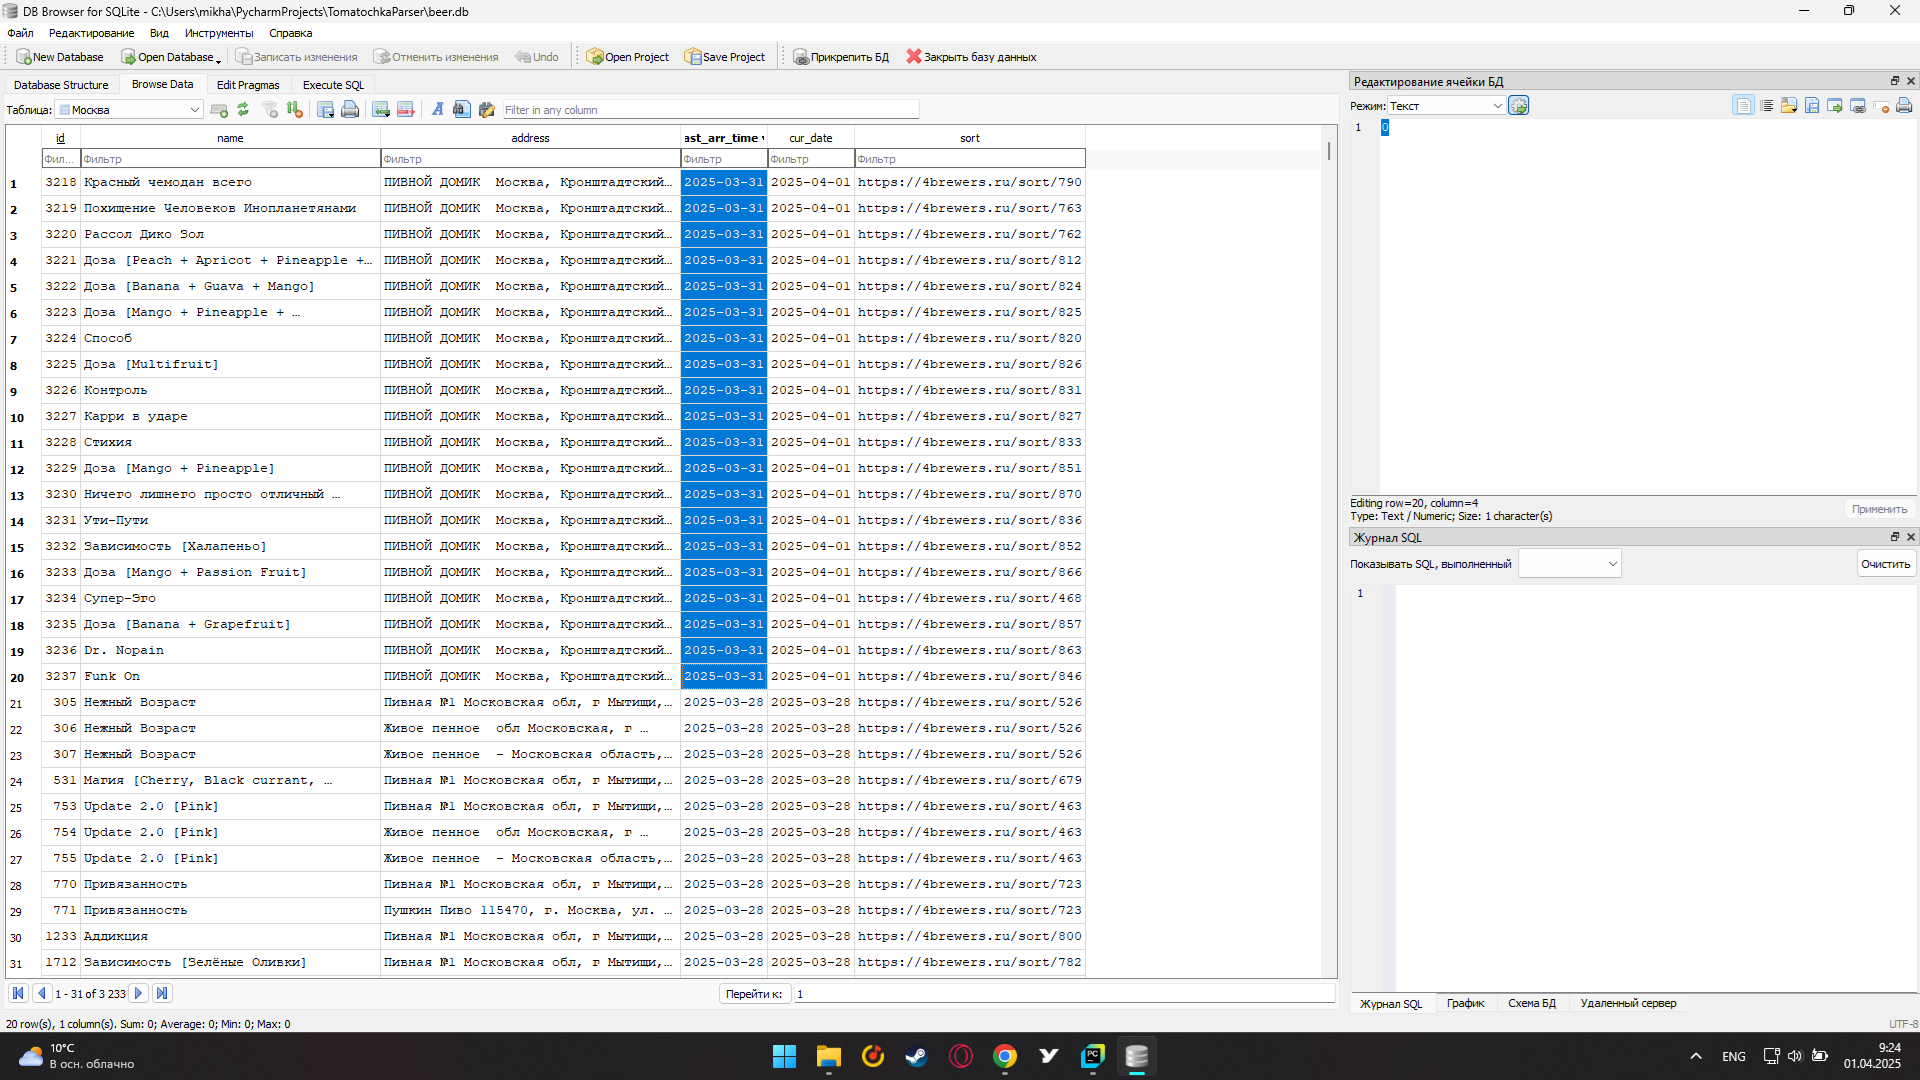 DB Browser for SQLite - C:\Users\mikha\PycharmProjects\TomatochkaParser\beer.db
Файл Редактирование Вид Инструменты Справка
New Database Open Database Записать изменения Отменить изменения Undo Open Project Save Project Прикрепить БД Закрыть базу данных
Database Structure Browse Data Edit Pragmas Execute SQL
Таблица: Москва Filter in any column
id name address ast_arr_time cur_date sort
Фил... Фильтр Фильтр Фильтр Фильтр Фильтр
1 3218 Красный чемодан всего ПИВНОЙ ДОМИК Москва, Кронштадтский… 2025-03-31 2025-04-01 https://4brewers.ru/sort/790
2 3219 Похищение Человеков Инопланетянами ПИВНОЙ ДОМИК Москва, Кронштадтский… 2025-03-31 2025-04-01 https://4brewers.ru/sort/763
3 3220 Рассол Дико Зол ПИВНОЙ ДОМИК Москва, Кронштадтский… 2025-03-31 2025-04-01 https://4brewers.ru/sort/762
4 3221 Доза [Peach + Apricot + Pineapple +… ПИВНОЙ ДОМИК Москва, Кронштадтский… 2025-03-31 2025-04-01 https://4brewers.ru/sort/812
5 3222 Доза [Banana + Guava + Mango] ПИВНОЙ ДОМИК Москва, Кронштадтский… 2025-03-31 2025-04-01 https://4brewers.ru/sort/824
6 3223 Доза [Mango + Pineapple + … ПИВНОЙ ДОМИК Москва, Кронштадтский… 2025-03-31 2025-04-01 https://4brewers.ru/sort/825
7 3224 Способ ПИВНОЙ ДОМИК Москва, Кронштадтский… 2025-03-31 2025-04-01 https://4brewers.ru/sort/820
8 3225 Доза [Multifruit] ПИВНОЙ ДОМИК Москва, Кронштадтский… 2025-03-31 2025-04-01 https://4brewers.ru/sort/826
9 3226 Контроль ПИВНОЙ ДОМИК Москва, Кронштадтский… 2025-03-31 2025-04-01 https://4brewers.ru/sort/831
10 3227 Карри в ударе ПИВНОЙ ДОМИК Москва, Кронштадтский… 2025-03-31 2025-04-01 https://4brewers.ru/sort/827
11 3228 Стихия ПИВНОЙ ДОМИК Москва, Кронштадтский… 2025-03-31 2025-04-01 https://4brewers.ru/sort/833
12 3229 Доза [Mango + Pineapple] ПИВНОЙ ДОМИК Москва, Кронштадтский… 2025-03-31 2025-04-01 https://4brewers.ru/sort/851
13 3230 Ничего лишнего просто отличный … ПИВНОЙ ДОМИК Москва, Кронштадтский… 2025-03-31 2025-04-01 https://4brewers.ru/sort/870
14 3231 Ути-Пути ПИВНОЙ ДОМИК Москва, Кронштадтский… 2025-03-31 2025-04-01 https://4brewers.ru/sort/836
15 3232 Зависимость [Халапеньо] ПИВНОЙ ДОМИК Москва, Кронштадтский… 2025-03-31 2025-04-01 https://4brewers.ru/sort/852
16 3233 Доза [Mango + Passion Fruit] ПИВНОЙ ДОМИК Москва, Кронштадтский… 2025-03-31 2025-04-01 https://4brewers.ru/sort/866
17 3234 Супер-Эго ПИВНОЙ ДОМИК Москва, Кронштадтский… 2025-03-31 2025-04-01 https://4brewers.ru/sort/468
18 3235 Доза [Banana + Grapefruit] ПИВНОЙ ДОМИК Москва, Кронштадтский… 2025-03-31 2025-04-01 https://4brewers.ru/sort/857
19 3236 Dr. Nopain ПИВНОЙ ДОМИК Москва, Кронштадтский… 2025-03-31 2025-04-01 https://4brewers.ru/sort/863
20 3237 Funk On ПИВНОЙ ДОМИК Москва, Кронштадтский… 2025-03-31 2025-04-01 https://4brewers.ru/sort/846
21 305 Нежный Возраст Пивная №1 Московская обл, г Мытищи,… 2025-03-28 2025-03-28 https://4brewers.ru/sort/526
22 306 Нежный Возраст Живое пенное обл Московская, г … 2025-03-28 2025-03-28 https://4brewers.ru/sort/526
23 307 Нежный Возраст Живое пенное - Московская область,… 2025-03-28 2025-03-28 https://4brewers.ru/sort/526
24 531 Магия [Cherry, Black currant, … Пивная №1 Московская обл, г Мытищи,… 2025-03-28 2025-03-28 https://4brewers.ru/sort/679
25 753 Update 2.0 [Pink] Пивная №1 Московская обл, г Мытищи,… 2025-03-28 2025-03-28 https://4brewers.ru/sort/463
26 754 Update 2.0 [Pink] Живое пенное обл Московская, г … 2025-03-28 2025-03-28 https://4brewers.ru/sort/463
27 755 Update 2.0 [Pink] Живое пенное - Московская область,… 2025-03-28 2025-03-28 https://4brewers.ru/sort/463
28 770 Привязанность Пивная №1 Московская обл, г Мытищи,… 2025-03-28 2025-03-28 https://4brewers.ru/sort/723
29 771 Привязанность Пушкин Пиво 115470, г. Москва, ул. … 2025-03-28 2025-03-28 https://4brewers.ru/sort/723
30 1233 Аддикция Пивная №1 Московская обл, г Мытищи,… 2025-03-28 2025-03-28 https://4brewers.ru/sort/800
31 1712 Зависимость [Зелёные Оливки] Пивная №1 Московская обл, г Мытищи,… 2025-03-28 2025-03-28 https://4brewers.ru/sort/782
1 - 31 of 3 233 Перейти к: 1
20 row(s), 1 column(s). Sum: 0; Average: 0; Min: 0; Max: 0
Редактирование ячейки БД
Режим: Текст
1 0
Editing row=20, column=4
Type: Text / Numeric; Size: 1 character(s)
Применить
Журнал SQL
Показывать SQL, выполненный Очистить
1
Журнал SQL График Схема БД Удаленный сервер
UTF-8
10°C
В осн. облачно
PC
ENG
9:24
01.04.2025